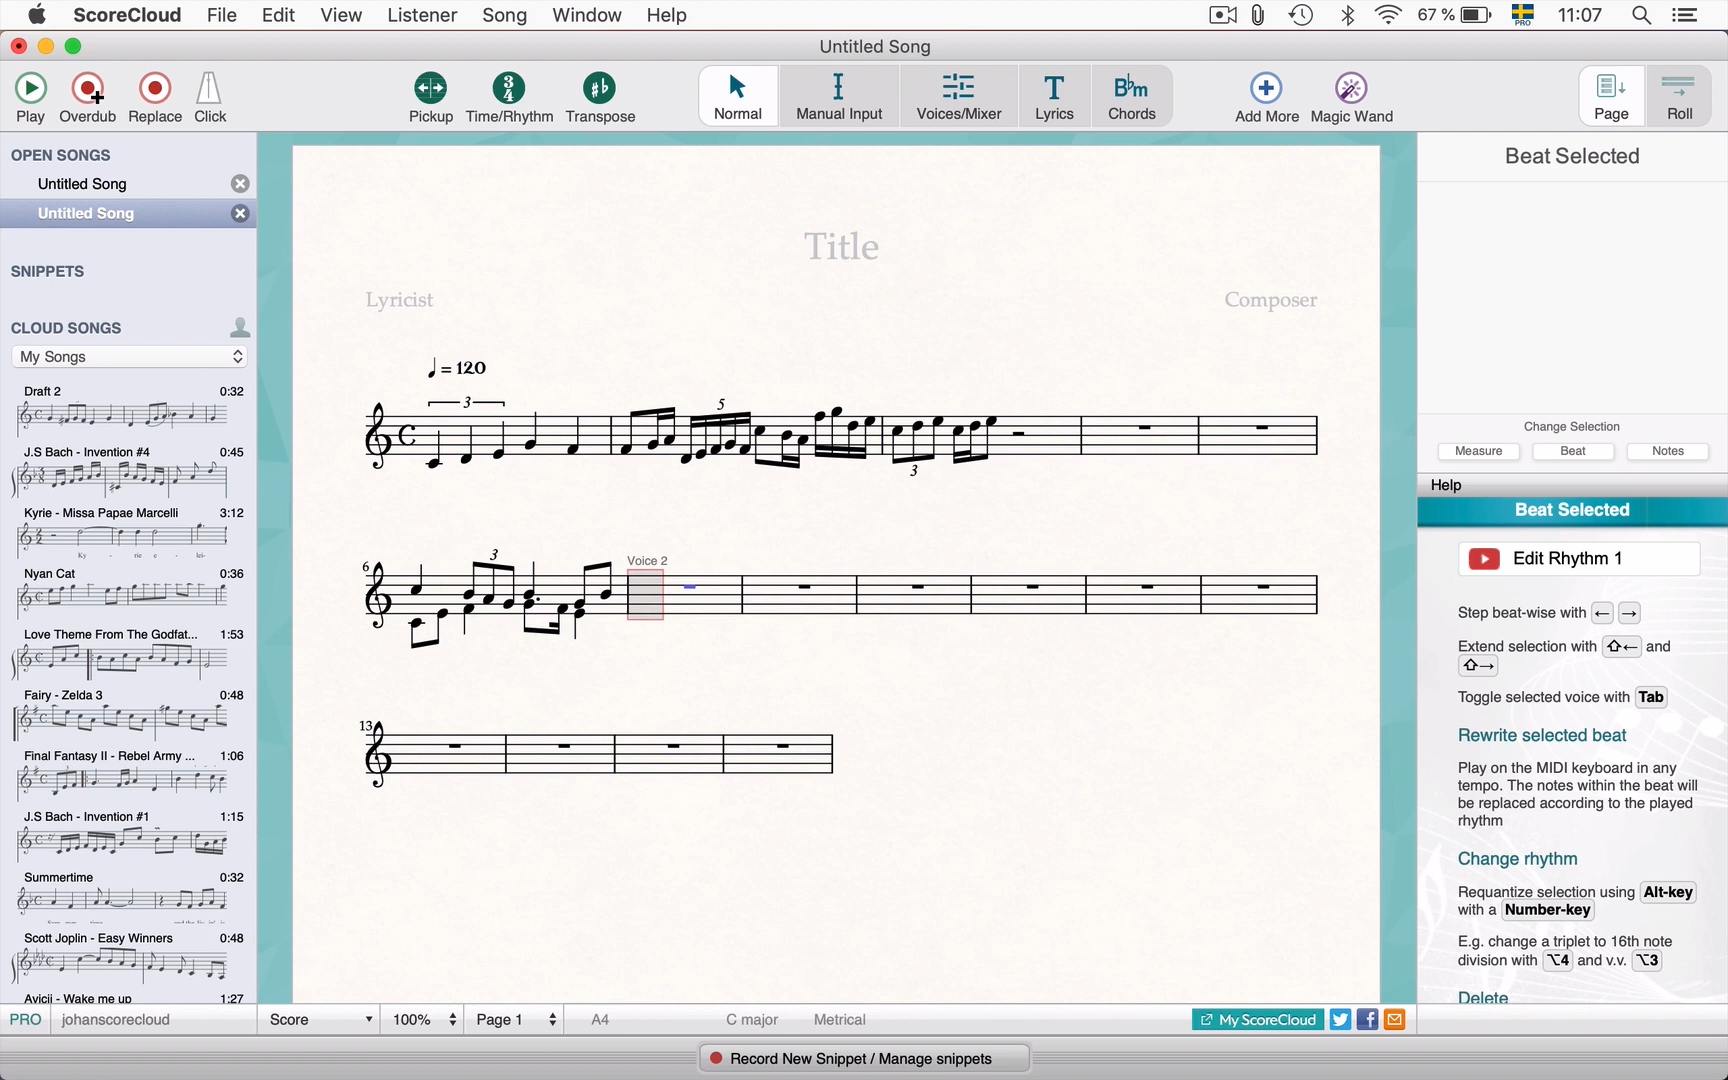 ScoreCloud File Edit View Listener Song Window Help 67 % PRO 11:07
Untitled Song
Play Overdub Replace Click Pickup Time/Rhythm Transpose Normal Manual Input Voices/Mixer Lyrics Chords Add More Magic Wand Page Roll
3
4
♯♭
T
B♭m
OPEN SONGS
Untitled Song
Untitled Song
SNIPPETS
CLOUD SONGS
My Songs
Draft 2 0:32
J.S Bach - Invention #4 0:45
Kyrie - Missa Papae Marcelli 3:12
Ky - rie e - lei-
Nyan Cat 0:36
Love Theme From The Godfat... 1:53
Fairy - Zelda 3 0:48
Final Fantasy II - Rebel Army ... 1:06
J.S Bach - Invention #1 1:15
Summertime 0:32
Scott Joplin - Easy Winners 0:48
Avicii - Wake me up 1:27
Title
Lyricist Composer
♩ = 120
3 5
3
6 3 Voice 2
13
Beat Selected
Change Selection
Measure Beat Notes
Help
Beat Selected
Edit Rhythm 1
Step beat-wise with ← →
Extend selection with ⇧← and
⇧→
Toggle selected voice with Tab
Rewrite selected beat
Play on the MIDI keyboard in any
tempo. The notes within the beat will
be replaced according to the played
rhythm
Change rhythm
Requantize selection using Alt-key
with a Number-key
E.g. change a triplet to 16th note
division with ⌥4 and v.v. ⌥3
Delete
PRO johanscorecloud Score 100% Page 1 A4 C major Metrical My ScoreCloud
Record New Snippet / Manage snippets